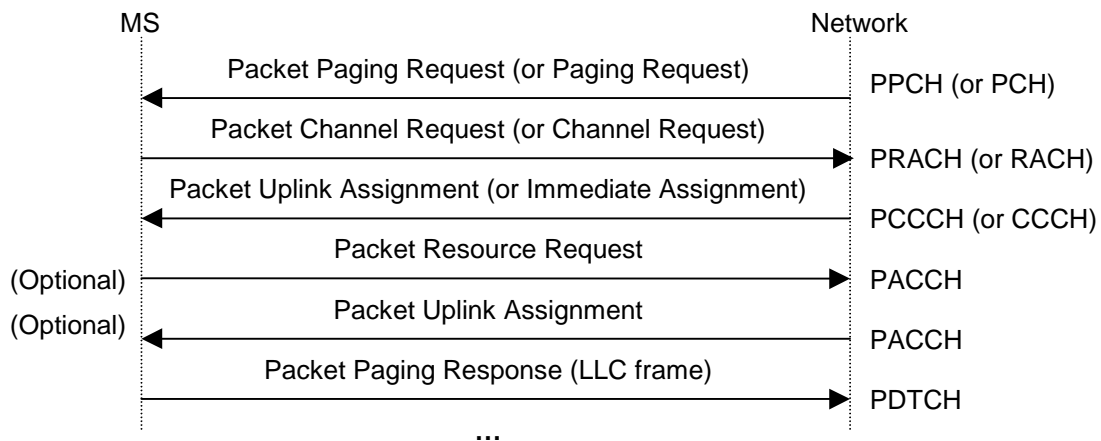 MS Network
Packet Paging Request (or Paging Request)
PPCH (or PCH)
Packet Channel Request (or Channel Request)
PRACH (or RACH)
Packet Uplink Assignment (or Immediate Assignment)
PCCCH (or CCCH)
Packet Resource Request
(Optional) PACCH
Packet Uplink Assignment
(Optional) PACCH
Packet Paging Response (LLC frame)
PDTCH
...